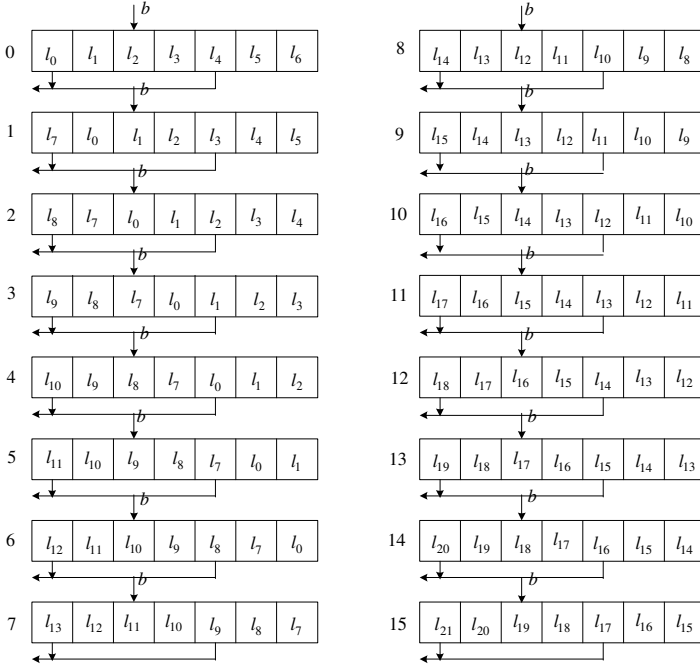 b
0 l₀ l₁ l₂ l₃ l₄ l₅ l₆
b
1 l₇ l₀ l₁ l₂ l₃ l₄ l₅
b
2 l₈ l₇ l₀ l₁ l₂ l₃ l₄
b
3 l₉ l₈ l₇ l₀ l₁ l₂ l₃
b
4 l₁₀ l₉ l₈ l₇ l₀ l₁ l₂
b
5 l₁₁ l₁₀ l₉ l₈ l₇ l₀ l₁
b
6 l₁₂ l₁₁ l₁₀ l₉ l₈ l₇ l₀
b
7 l₁₃ l₁₂ l₁₁ l₁₀ l₉ l₈ l₇
b
8 l₁₄ l₁₃ l₁₂ l₁₁ l₁₀ l₉ l₈
b
9 l₁₅ l₁₄ l₁₃ l₁₂ l₁₁ l₁₀ l₉
b
10 l₁₆ l₁₅ l₁₄ l₁₃ l₁₂ l₁₁ l₁₀
b
11 l₁₇ l₁₆ l₁₅ l₁₄ l₁₃ l₁₂ l₁₁
b
12 l₁₈ l₁₇ l₁₆ l₁₅ l₁₄ l₁₃ l₁₂
b
13 l₁₉ l₁₈ l₁₇ l₁₆ l₁₅ l₁₄ l₁₃
b
14 l₂₀ l₁₉ l₁₈ l₁₇ l₁₆ l₁₅ l₁₄
b
15 l₂₁ l₂₀ l₁₉ l₁₈ l₁₇ l₁₆ l₁₅